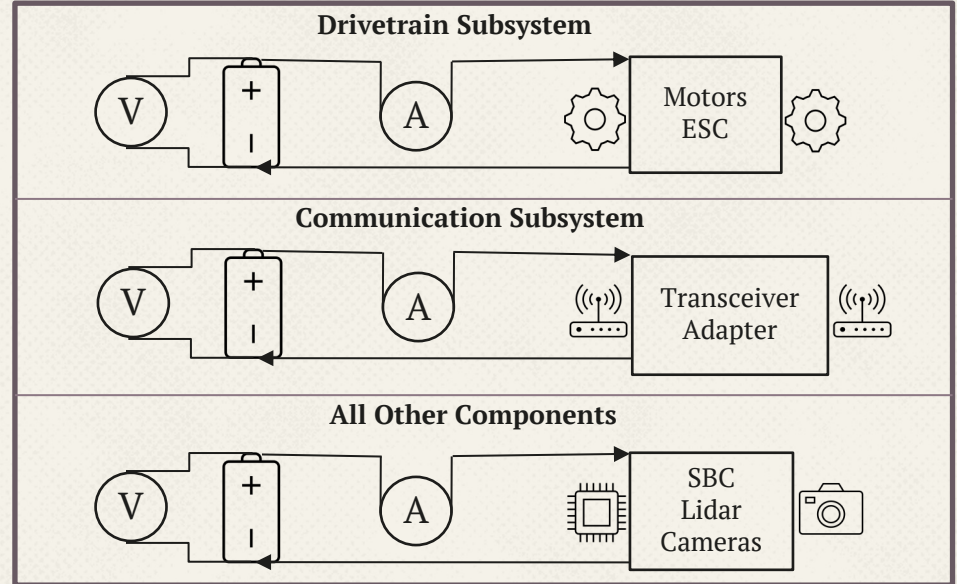 Drivetrain Subsystem
V
+
-
A
Motors
ESC
Communication Subsystem
V
+
-
A
Transceiver
Adapter
All Other Components
V
+
-
A
SBC
Lidar
Cameras